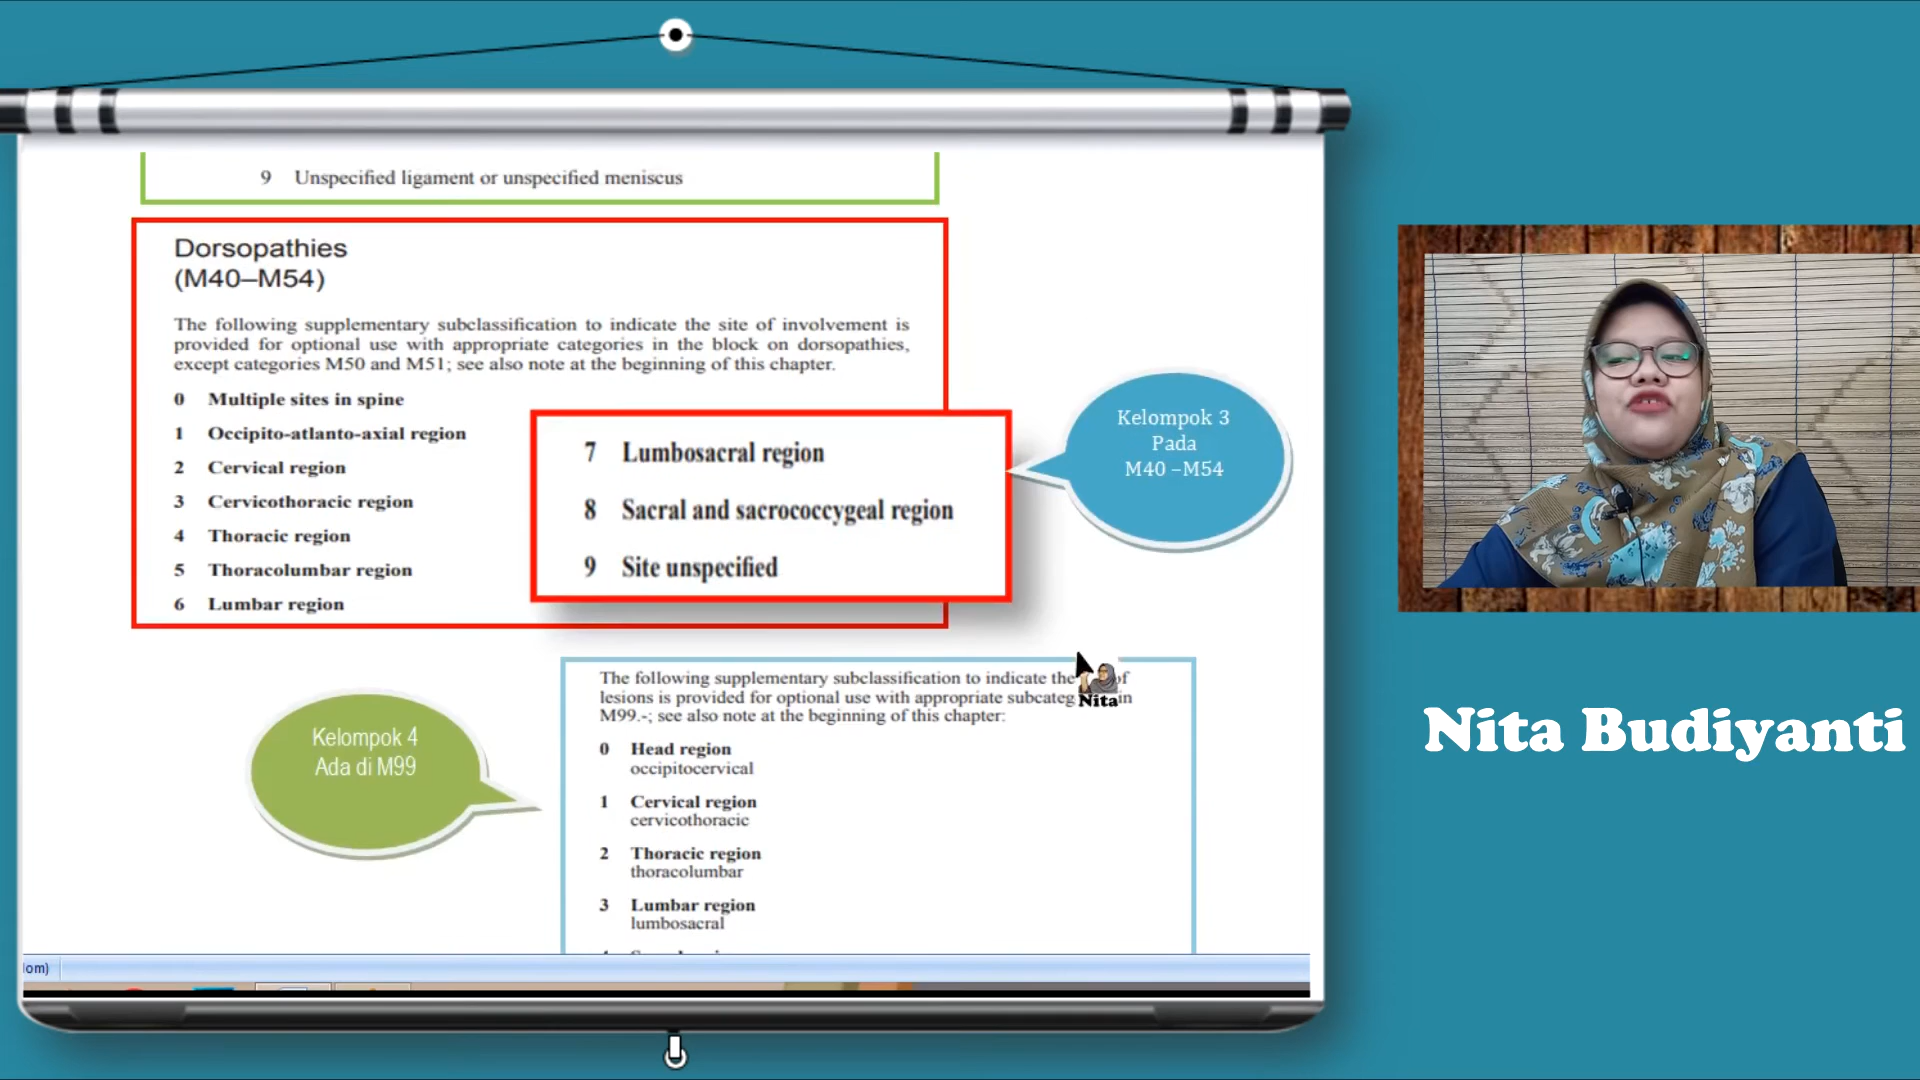 9 Unspecified ligament or unspecified meniscus
Dorsopathies
(M40–M54)
The following supplementary subclassification to indicate the site of involvement is
provided for optional use with appropriate categories in the block on dorsopathies,
except categories M50 and M51; see also note at the beginning of this chapter.
0 Multiple sites in spine
1 Occipito-atlanto-axial region
2 Cervical region
3 Cervicothoracic region
4 Thoracic region
5 Thoracolumbar region
6 Lumbar region
7 Lumbosacral region
8 Sacral and sacrococcygeal region
9 Site unspecified
Kelompok 3
Pada
M40 –M54
Kelompok 4
Ada di M99
The following supplementary subclassification to indicate the of
lesions is provided for optional use with appropriate subcateg in
M99.-; see also note at the beginning of this chapter:
0 Head region
occipitocervical
1 Cervical region
cervicothoracic
2 Thoracic region
thoracolumbar
3 Lumbar region
lumbosacral
Nita
om)
Nita Budiyanti